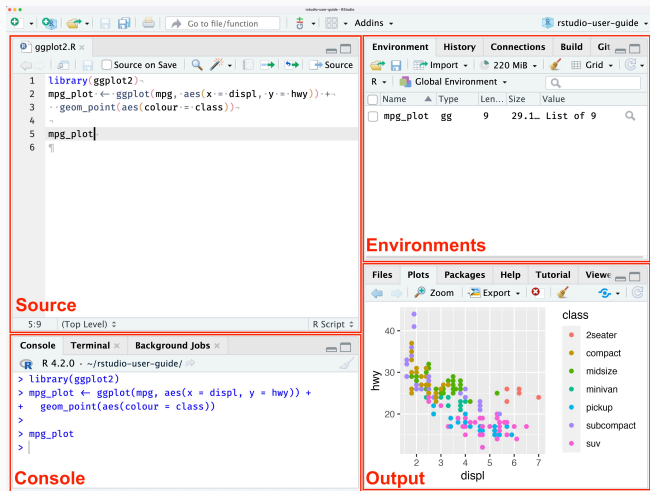 rstudio-user-guide - RStudio
Go to file/function
Addins
rstudio-user-guide
ggplot2.R
Source on Save
Source
1 library(ggplot2)¬
2 mpg_plot·←·ggplot(mpg,·aes(x·=·displ,·y·=·hwy))·+¬
3 ··geom_point(aes(colour·=·class))¬
4 ¬
5 mpg_plot¬
6 ¶
Source
5:9 (Top Level) R Script
Console Terminal Background Jobs
R 4.2.0 · ~/rstudio-user-guide/
> library(ggplot2)
> mpg_plot ← ggplot(mpg, aes(x = displ, y = hwy)) +
+   geom_point(aes(colour = class))
>
> mpg_plot
>
Console
Environment History Connections Build Git
Import 220 MiB Grid
R Global Environment
Name Type Len... Size Value
mpg_plot gg 9 29.1… List of 9
Environments
Files Plots Packages Help Tutorial Viewe
Zoom Export
hwy
40
30
20
2 3 4 5 6 7
displ
class
2seater
compact
midsize
minivan
pickup
subcompact
suv
Output